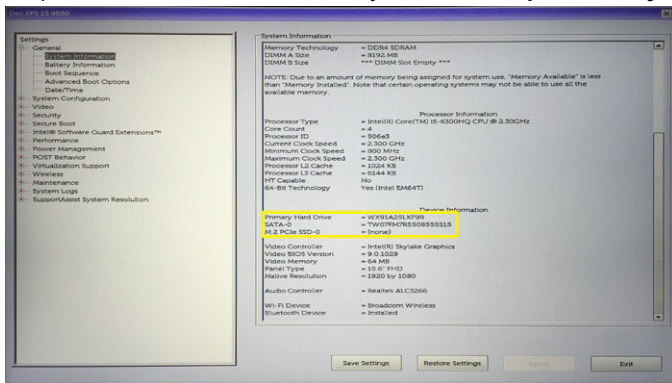 Dell XPS 15 9550
Settings
General
System Information
Battery Information
Boot Sequence
Advanced Boot Options
Date/Time
System Configuration
Video
Security
Secure Boot
Intel® Software Guard Extensions™
Performance
Power Management
POST Behavior
Virtualization Support
Wireless
Maintenance
System Logs
SupportAssist System Resolution
System Information
Memory Technology = DDR4 SDRAM
DIMM A Size = 8192 MB
DIMM B Size *** DIMM Slot Empty ***
NOTE: Due to an amount of memory being assigned for system use, "Memory Available" is less
than "Memory Installed". Note that certain operating systems may not be able to use all the
available memory.
Processor Information
Processor Type = Intel(R) Core(TM) i5-6300HQ CPU @ 2.30GHz
Core Count = 4
Processor ID = 506e3
Current Clock Speed = 2.300 GHz
Minimum Clock Speed = 800 MHz
Maximum Clock Speed = 2.300 GHz
Processor L2 Cache = 1024 KB
Processor L3 Cache = 6144 KB
HT Capable No
64-Bit Technology Yes (Intel EM64T)
Device Information
Primary Hard Drive = WX91A25LXF9R
SATA-0 = TW07FM7R5508555515
M.2 PCIe SSD-0 = (none)
Video Controller = Intel(R) Skylake Graphics
Video BIOS Version = 9.0.1029
Video Memory = 64 MB
Panel Type = 15.6" FHD
Native Resolution = 1920 by 1080
Audio Controller = Realtek ALC3266
Wi-Fi Device = Broadcom Wireless
Bluetooth Device = Installed
Save Settings
Restore Settings
Apply
Exit